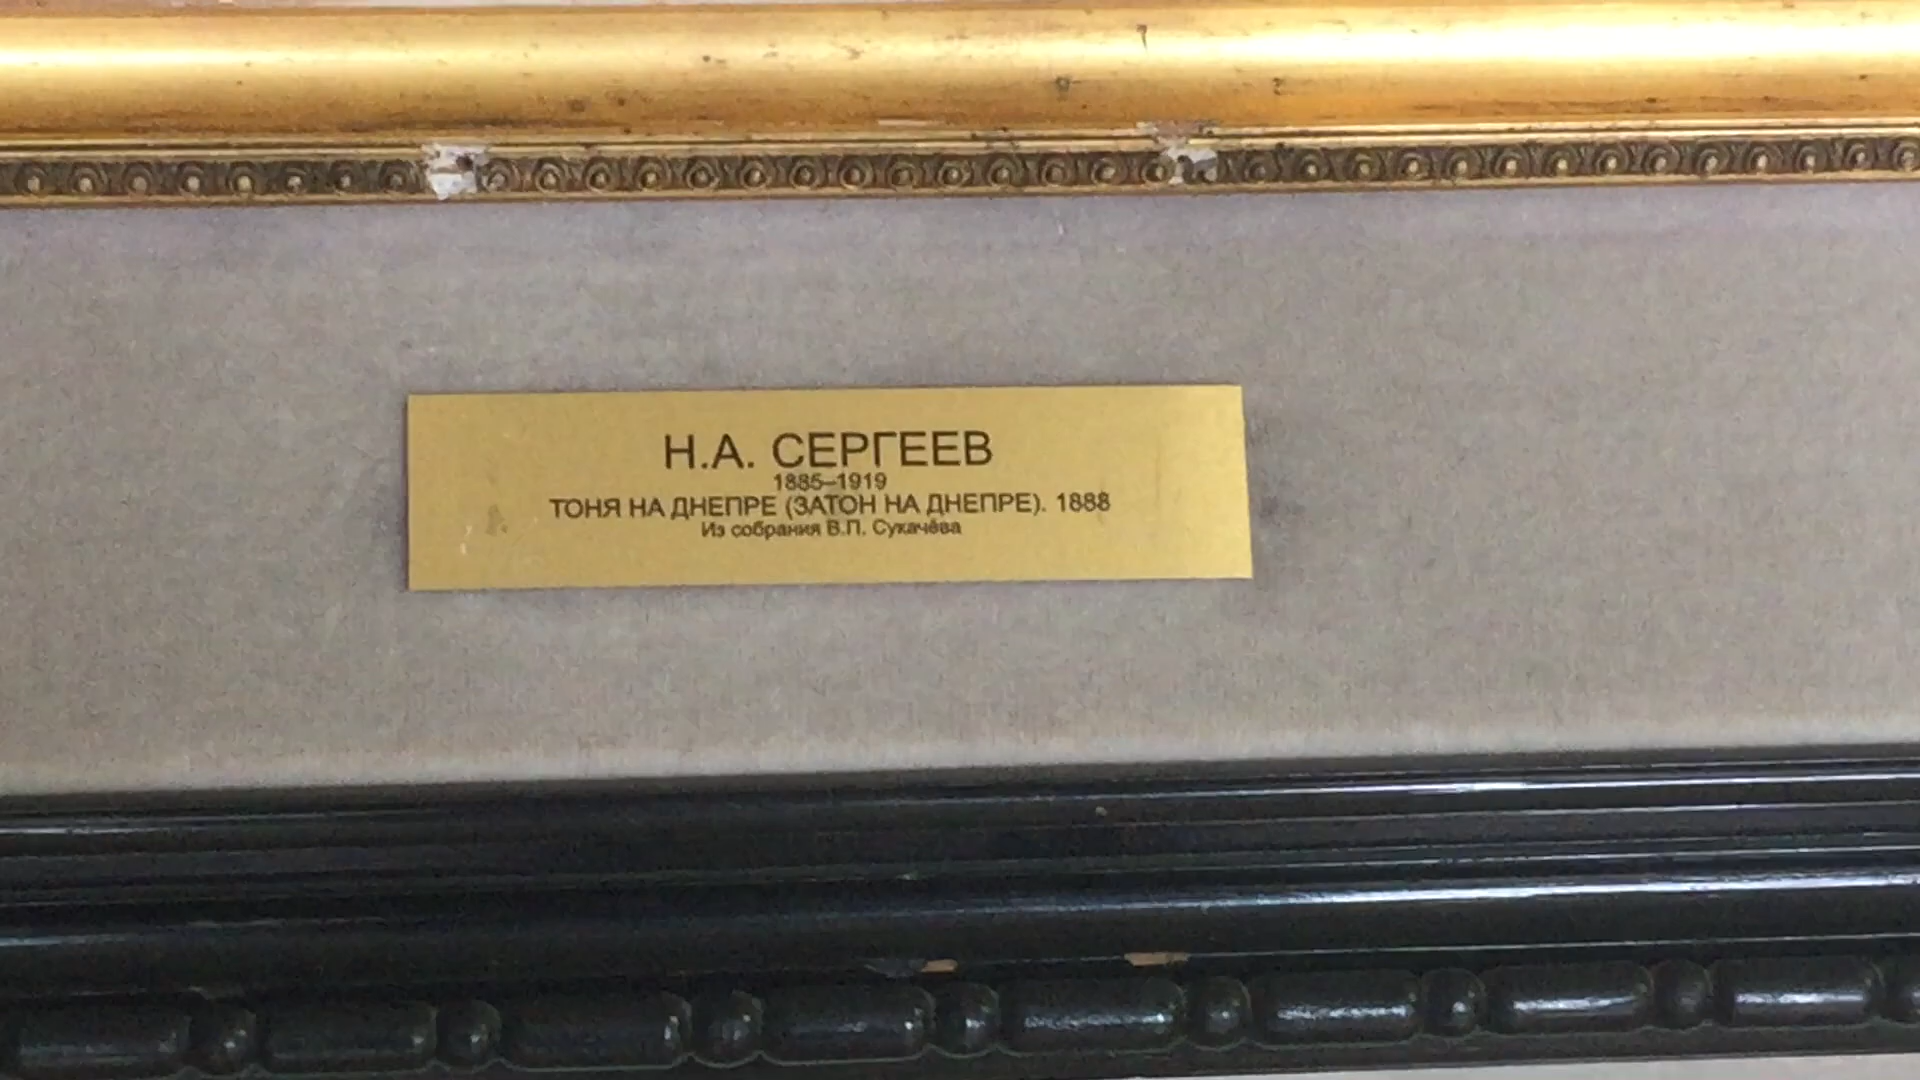 Н.А. СЕРГЕЕВ
1885–1919
ТОНЯ НА ДНЕПРЕ (ЗАТОН НА ДНЕПРЕ). 1888
Из собрания В.П. Сукачёва